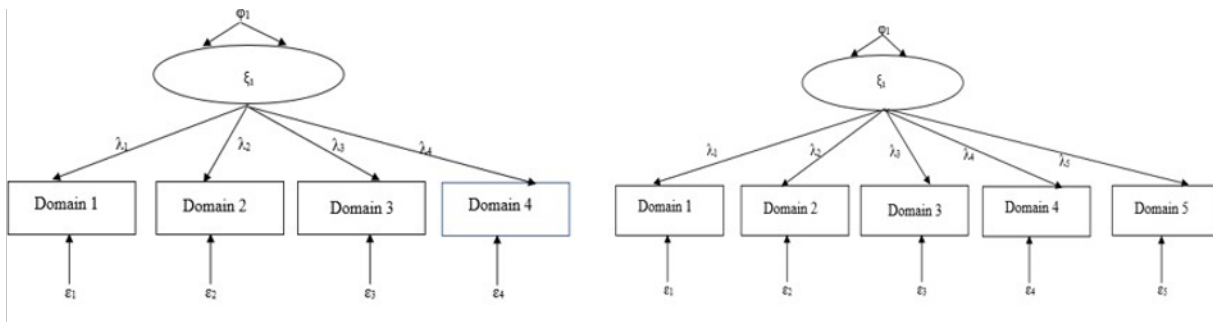 φ₁
ξ₁
λ₁ λ₂ λ₃ λ₄
Domain 1 Domain 2 Domain 3 Domain 4
ε₁ ε₂ ε₃ ε₄
φ₁
ξ₁
λ₁ λ₂ λ₃ λ₄ λ₅
Domain 1 Domain 2 Domain 3 Domain 4 Domain 5
ε₁ ε₂ ε₃ ε₄ ε₅